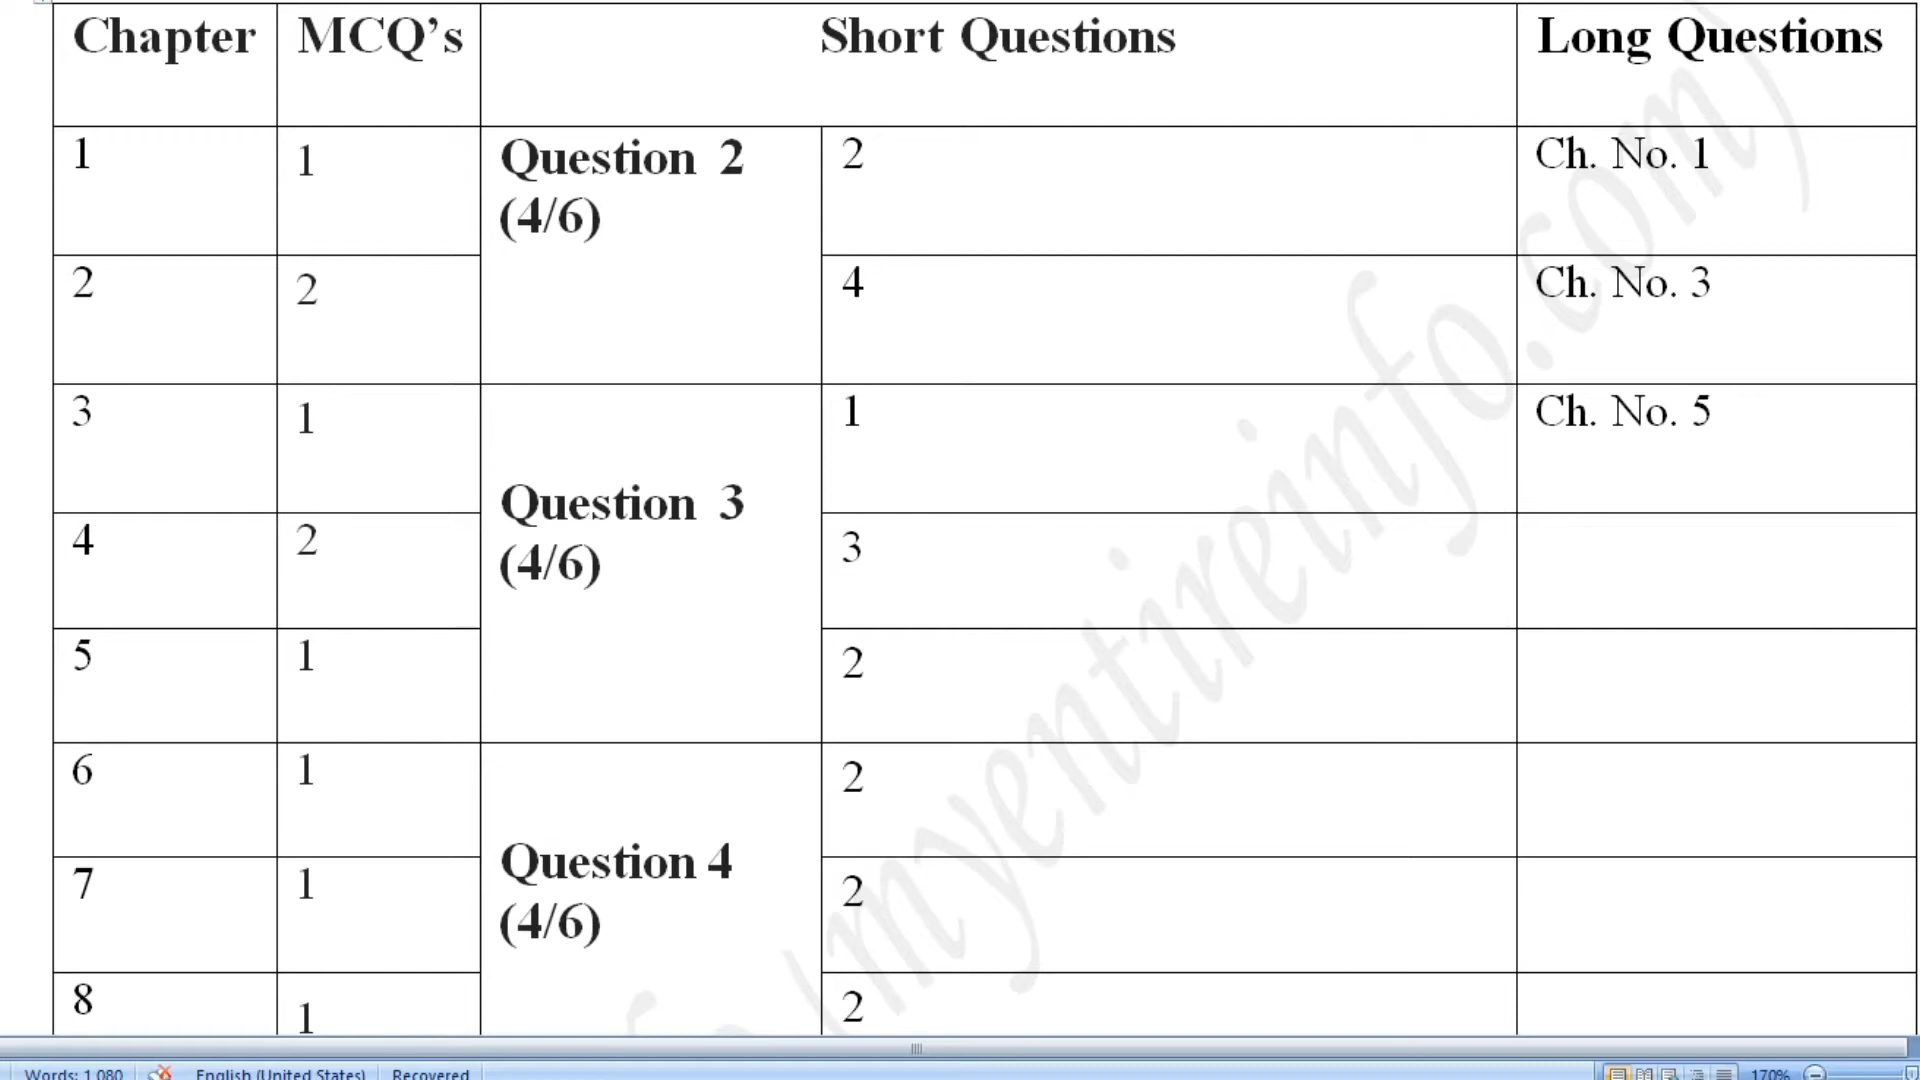 Chapter MCQ's Short Questions Long Questions
1 1 Question 2 (4/6) 2 Ch. No. 1
2 2 4 Ch. No. 3
3 1 Question 3 (4/6) 1 Ch. No. 5
4 2 3
5 1 2
6 1 Question 4 (4/6) 2
7 1 2
8 1 2
(myentireinfo.com)
Words: 1,080 English (United States) Recovered 170%